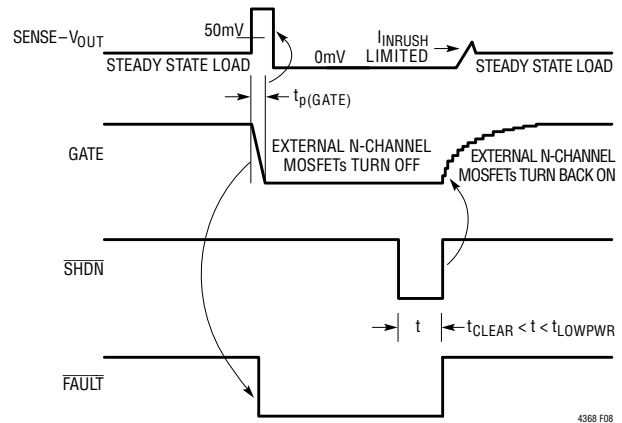 SENSE–VOUT
50mV
STEADY STATE LOAD
0mV
IINRUSH
LIMITED
STEADY STATE LOAD
tp(GATE)
GATE
EXTERNAL N-CHANNEL
MOSFETs TURN OFF
EXTERNAL N-CHANNEL
MOSFETs TURN BACK ON
SHDN
t
tCLEAR < t < tLOWPWR
FAULT
4368 F08